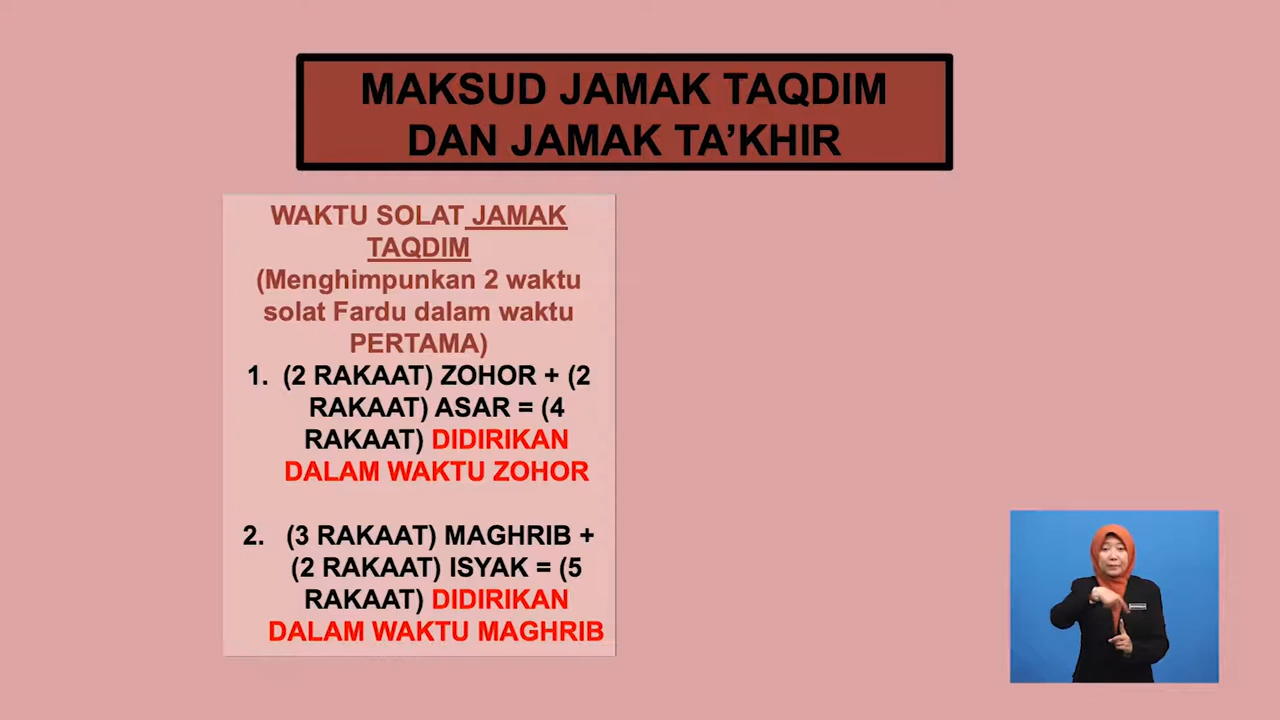 MAKSUD JAMAK TAQDIM
DAN JAMAK TA’KHIR
WAKTU SOLAT JAMAK
TAQDIM
(Menghimpunkan 2 waktu
solat Fardu dalam waktu
PERTAMA)
1. (2 RAKAAT) ZOHOR + (2
RAKAAT) ASAR = (4
RAKAAT) DIDIRIKAN
DALAM WAKTU ZOHOR
2. (3 RAKAAT) MAGHRIB +
(2 RAKAAT) ISYAK = (5
RAKAAT) DIDIRIKAN
DALAM WAKTU MAGHRIB